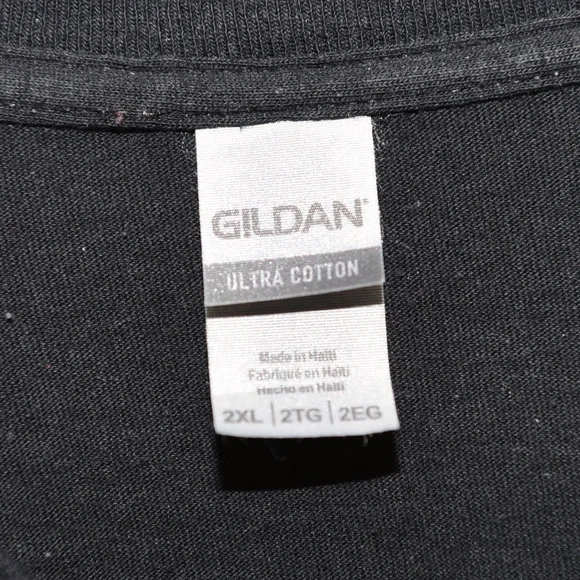 GILDAN®
ULTRA COTTON
Made in Haiti
Fabriqué en Haïti
Hecho en Haití
2XL | 2TG | 2EG